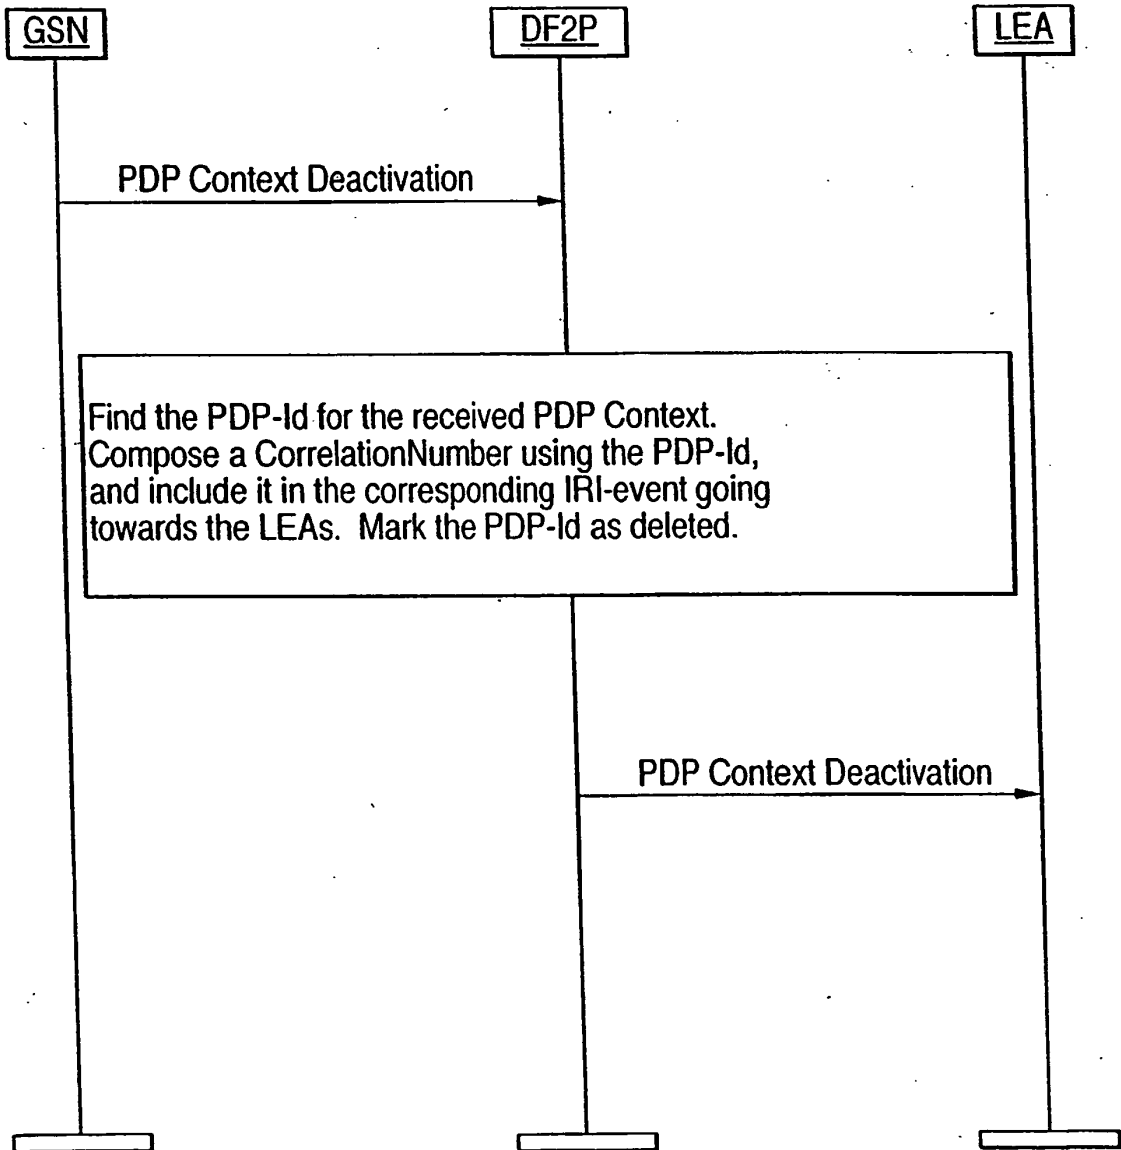 GSN
DF2P
LEA
PDP Context Deactivation
Find the PDP-Id for the received PDP Context.
Compose a CorrelationNumber using the PDP-Id,
and include it in the corresponding IRI-event going
towards the LEAs. Mark the PDP-Id as deleted.
PDP Context Deactivation